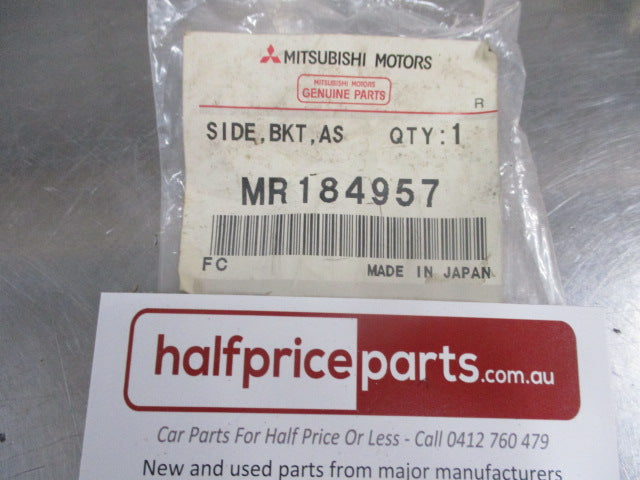 MITSUBISHI MOTORS
MITSUBISHI MOTORS
GENUINE PARTS
R
SIDE,BKT,AS QTY:1
MR184957
FC MADE IN JAPAN
halfpriceparts.com.au
Car Parts For Half Price Or Less - Call 0412 760 479
New and used parts from major manufacturers